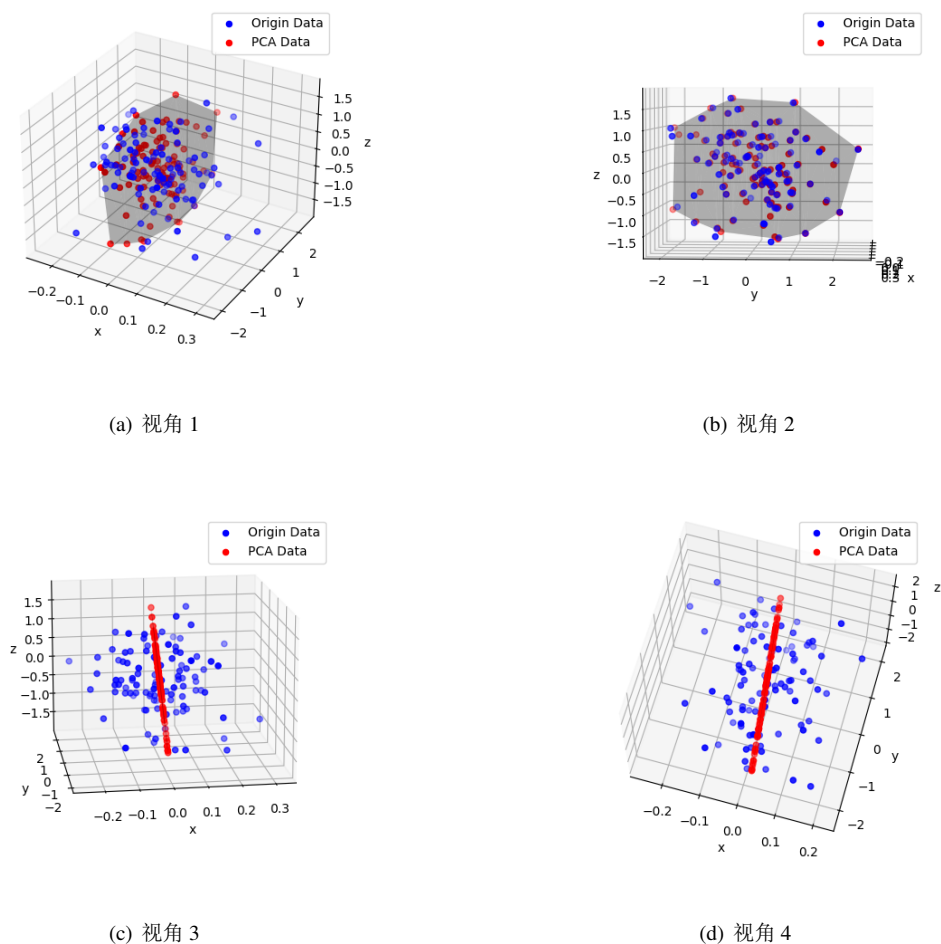 Origin Data
PCA Data
1.5
1.0
0.5
0.0
−0.5
−1.0
−1.5
z
−0.2
−0.1
0.0
0.1
0.2
0.3
x
−2
−1
0
1
2
y
(a) 视角 1
Origin Data
PCA Data
1.5
1.0
0.5
0.0
−0.5
−1.0
−1.5
z
−2 −1 0 1 2
y
x
(b) 视角 2
Origin Data
PCA Data
1.5
1.0
0.5
0.0
−0.5
−1.0
−1.5
z
2
1
0
−1
−2
y
−0.2 −0.1 0.0 0.1 0.2 0.3
x
(c) 视角 3
Origin Data
PCA Data
2
1
0
−1
−2
z
2
1
0
−1
−2
y
−0.2
−0.1
0.0
0.1
0.2
x
(d) 视角 4